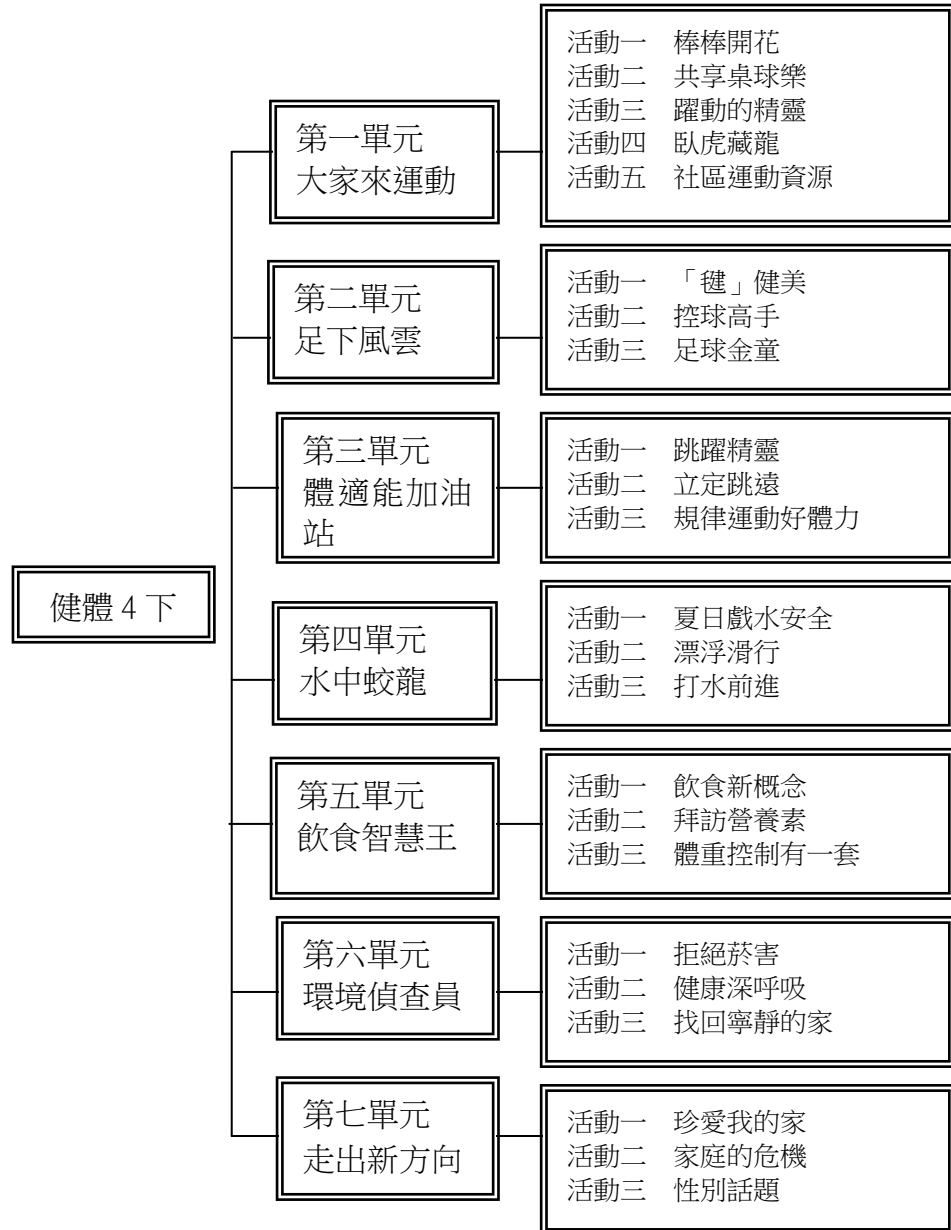 健體 4 下
第一單元
大家來運動
活動一　棒棒開花
活動二　共享桌球樂
活動三　躍動的精靈
活動四　臥虎藏龍
活動五　社區運動資源
第二單元
足下風雲
活動一　「毽」健美
活動二　控球高手
活動三　足球金童
第三單元
體適能加油
站
活動一　跳躍精靈
活動二　立定跳遠
活動三　規律運動好體力
第四單元
水中蛟龍
活動一　夏日戲水安全
活動二　漂浮滑行
活動三　打水前進
第五單元
飲食智慧王
活動一　飲食新概念
活動二　拜訪營養素
活動三　體重控制有一套
第六單元
環境偵查員
活動一　拒絕菸害
活動二　健康深呼吸
活動三　找回寧靜的家
第七單元
走出新方向
活動一　珍愛我的家
活動二　家庭的危機
活動三　性別話題